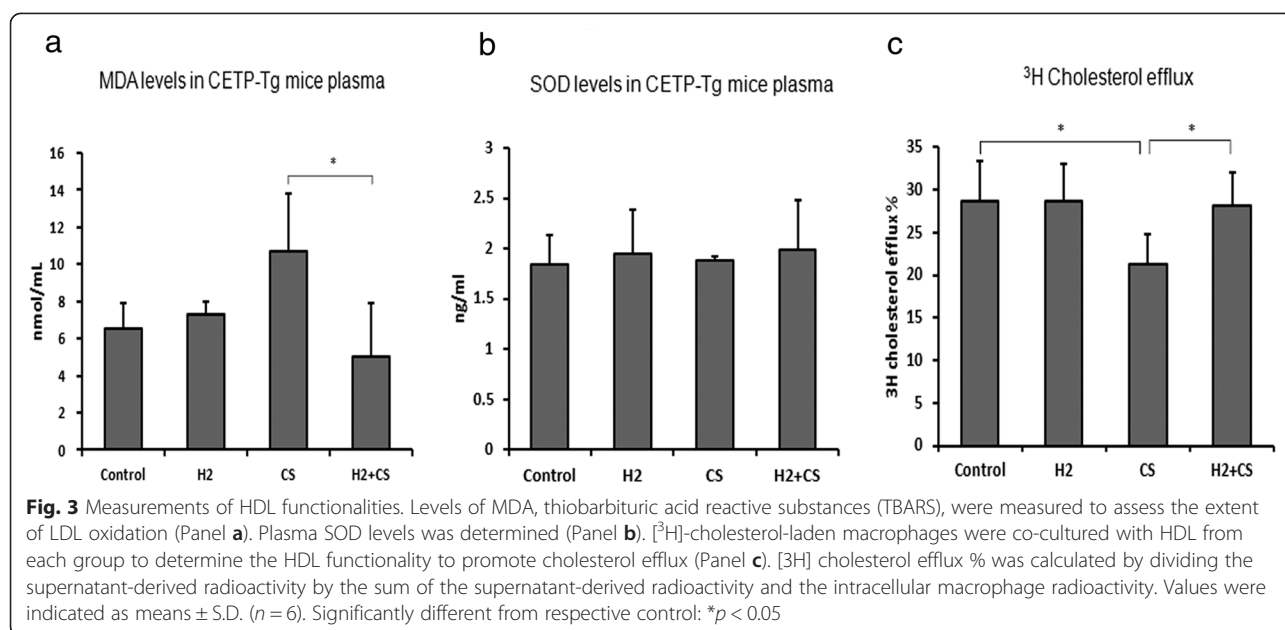 a
MDA levels in CETP-Tg mice plasma
16
14
12
10
8
6
4
2
0
nmol/mL
*
Control H2 CS H2+CS
b
SOD levels in CETP-Tg mice plasma
3
2.5
2
1.5
1
0.5
0
ng/ml
Control H2 CS H2+CS
c
³H Cholesterol efflux
* *
35
30
25
20
15
10
5
0
3H cholesterol efflux %
Control H2 CS H2+CS
Fig. 3 Measurements of HDL functionalities. Levels of MDA, thiobarbituric acid reactive substances (TBARS), were measured to assess the extent
of LDL oxidation (Panel a). Plasma SOD levels was determined (Panel b). [³H]-cholesterol-laden macrophages were co-cultured with HDL from
each group to determine the HDL functionality to promote cholesterol efflux (Panel c). [3H] cholesterol efflux % was calculated by dividing the
supernatant-derived radioactivity by the sum of the supernatant-derived radioactivity and the intracellular macrophage radioactivity. Values were
indicated as means ± S.D. (n = 6). Significantly different from respective control: *p < 0.05